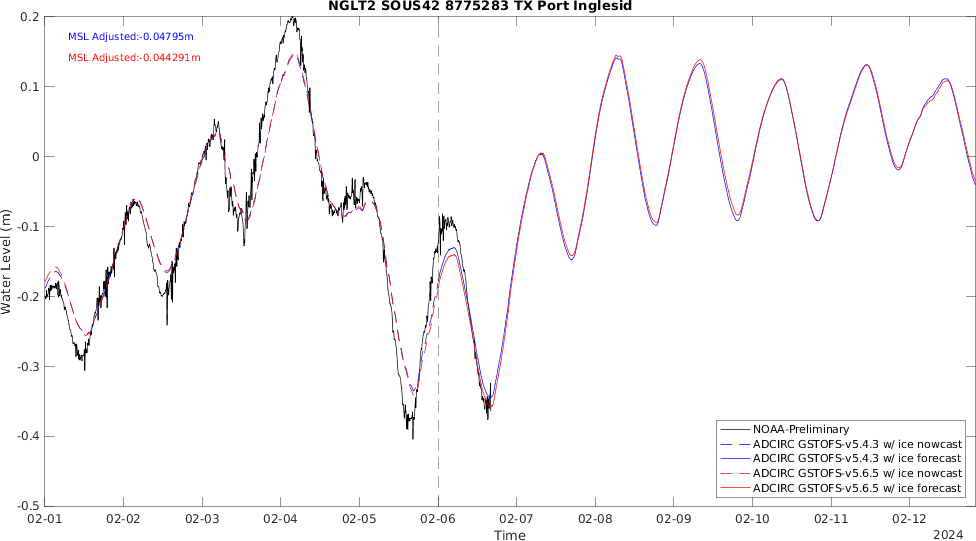 NGLT2 SOUS42 8775283 TX Port Inglesid
MSL Adjusted:-0.04795m
MSL Adjusted:-0.044291m
Water Level (m)
0.2
0.1
0
-0.1
-0.2
-0.3
-0.4
-0.5
NOAA-Preliminary
ADCIRC GSTOFS-v5.4.3 w/ ice nowcast
ADCIRC GSTOFS-v5.4.3 w/ ice forecast
ADCIRC GSTOFS-v5.6.5 w/ ice nowcast
ADCIRC GSTOFS-v5.6.5 w/ ice forecast
02-01 02-02 02-03 02-04 02-05 02-06 02-07 02-08 02-09 02-10 02-11 02-12
Time
2024